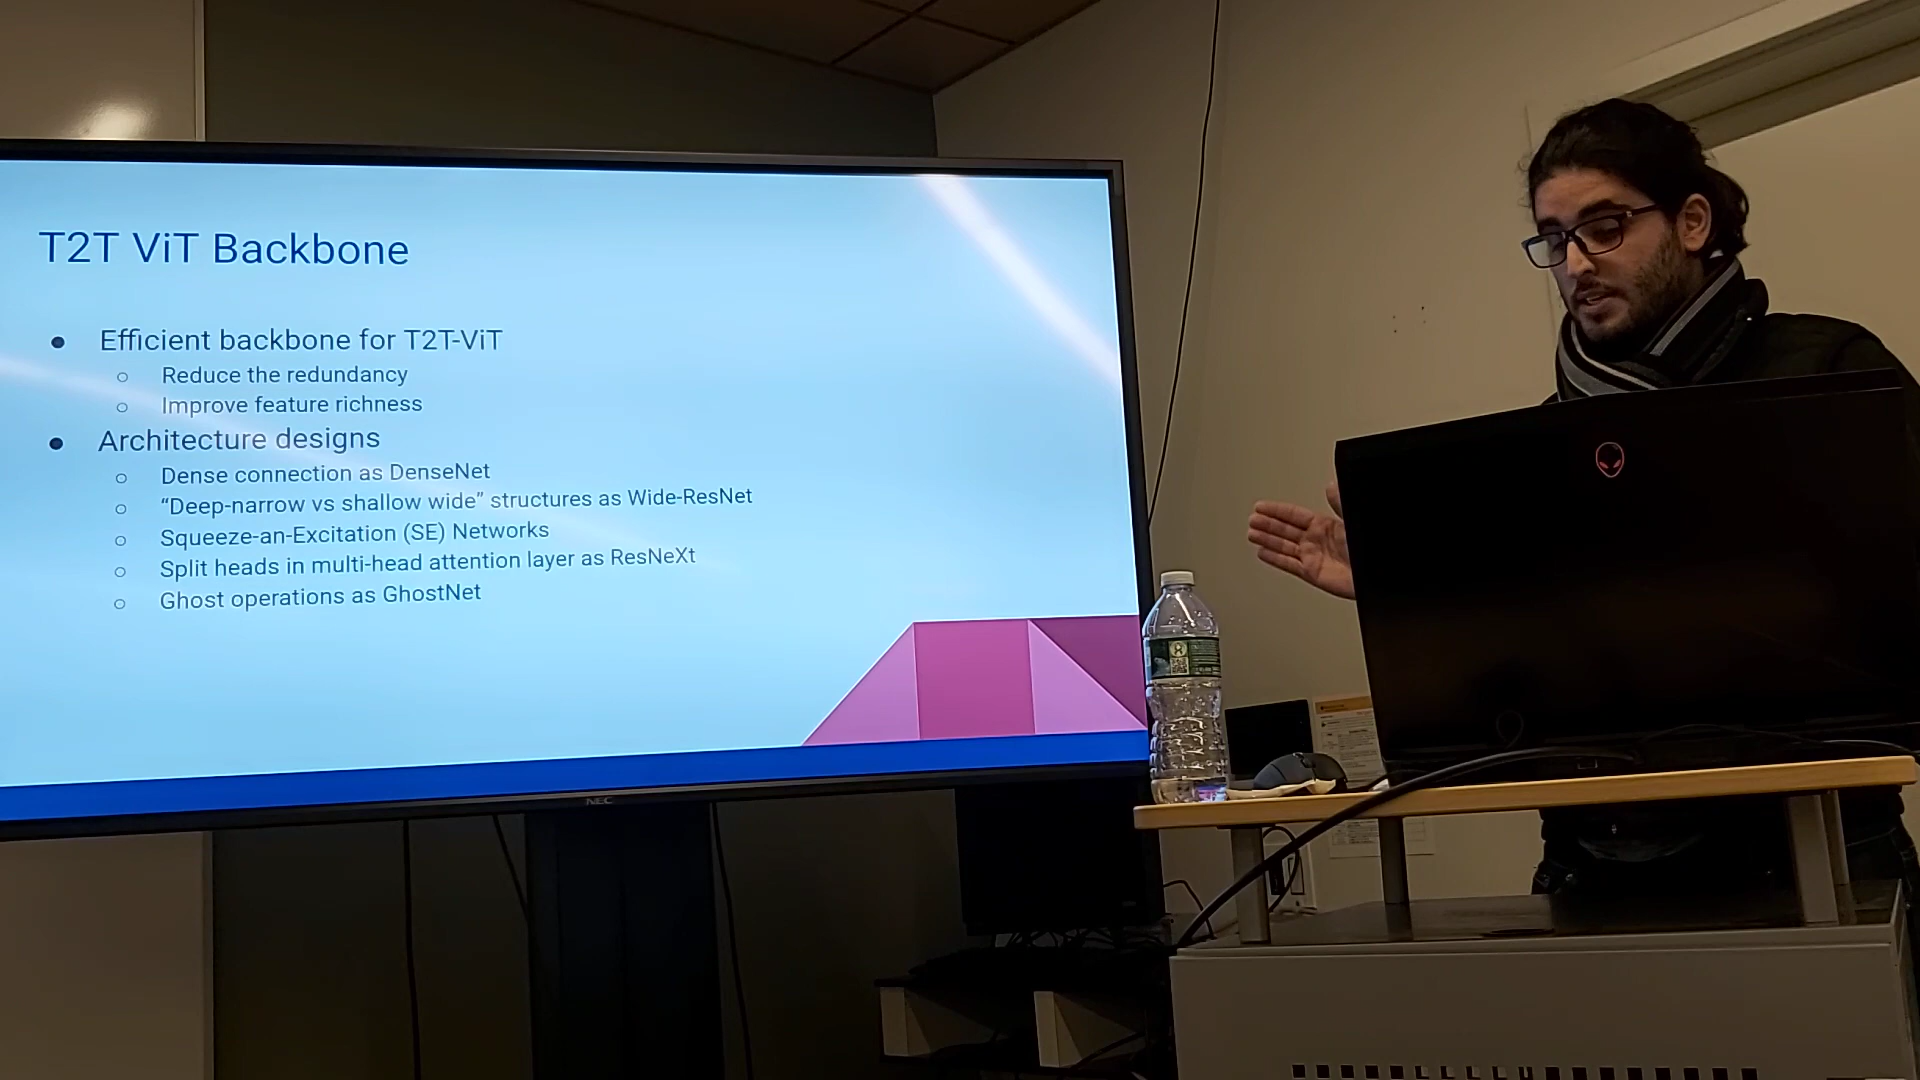 T2T ViT Backbone
● Efficient backbone for T2T-ViT
○ Reduce the redundancy
○ Improve feature richness
● Architecture designs
○ Dense connection as DenseNet
○ “Deep-narrow vs shallow wide” structures as Wide-ResNet
○ Squeeze-an-Excitation (SE) Networks
○ Split heads in multi-head attention layer as ResNeXt
○ Ghost operations as GhostNet
NEC